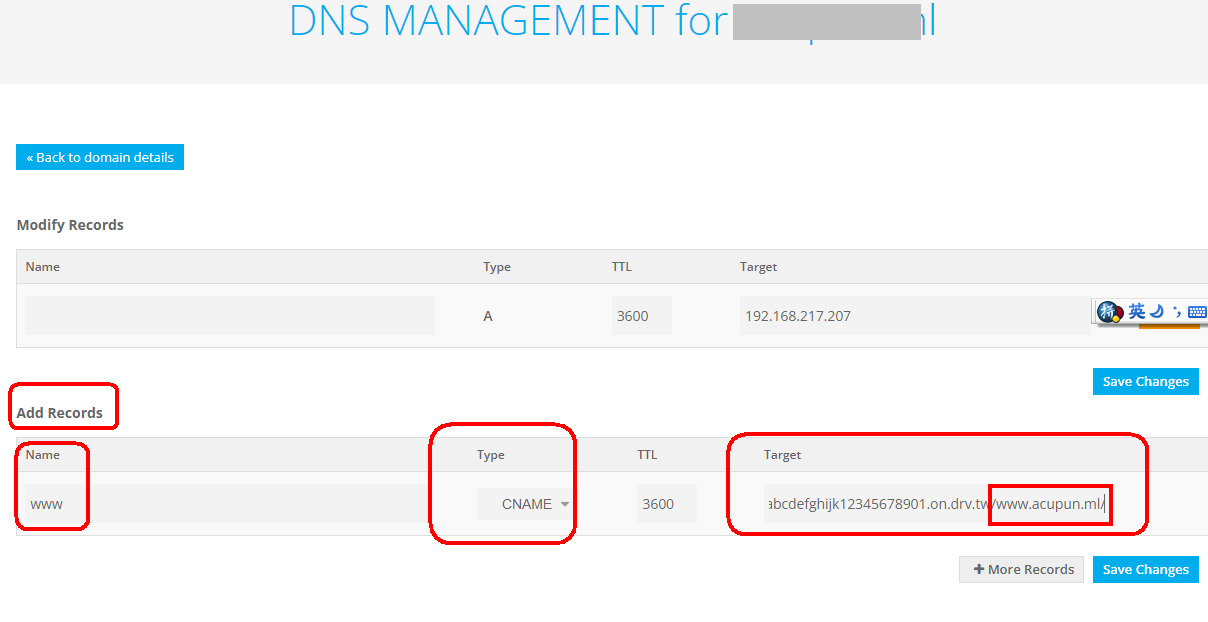 DNS MANAGEMENT for
« Back to domain details
Modify Records
Name Type TTL Target
A 3600 192.168.217.207
英
Save Changes
Add Records
Name Type TTL Target
www CNAME 3600 abcdefghijk12345678901.on.drv.tw/www.acupun.ml/
+ More Records Save Changes